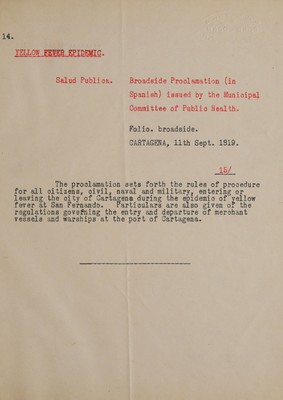 14.
YELLOW FEVER EPIDEMIC.
Salud Publica. Broadside Proclamation (in
Spanish) issued by the Municipal
Committee of Public Health.
Folio. broadside.
CARTAGENA, 11th Sept. 1819.
15/
The proclamation sets forth the rules of procedure
for all citizens, civil, naval and military, entering or
leaving the city of Cartagena during the epidemic of yellow
fever at San Fernando. Particulars are also given of the
regulations governing the entry and departure of merchant
vessels and warships at the port of Cartagena.